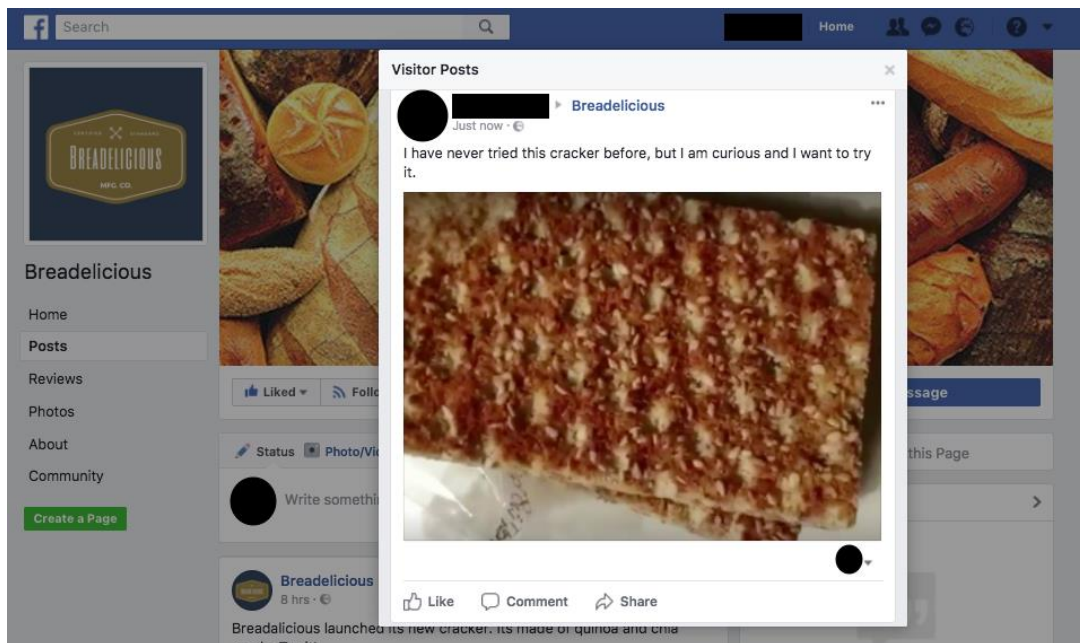 Search
Home
Visitor Posts
Breadelicious
Just now
I have never tried this cracker before, but I am curious and I want to try
it.
Like Comment Share
BREADELICIOUS
MFG. CO.
Breadelicious
Home
Posts
Reviews
Photos
About
Community
Create a Page
Liked
Status Photo/Vi
Write somethi
Breadelicious
8 hrs
Breadalicious launched its new cracker. Its made of quinoa and chia
ssage
this Page